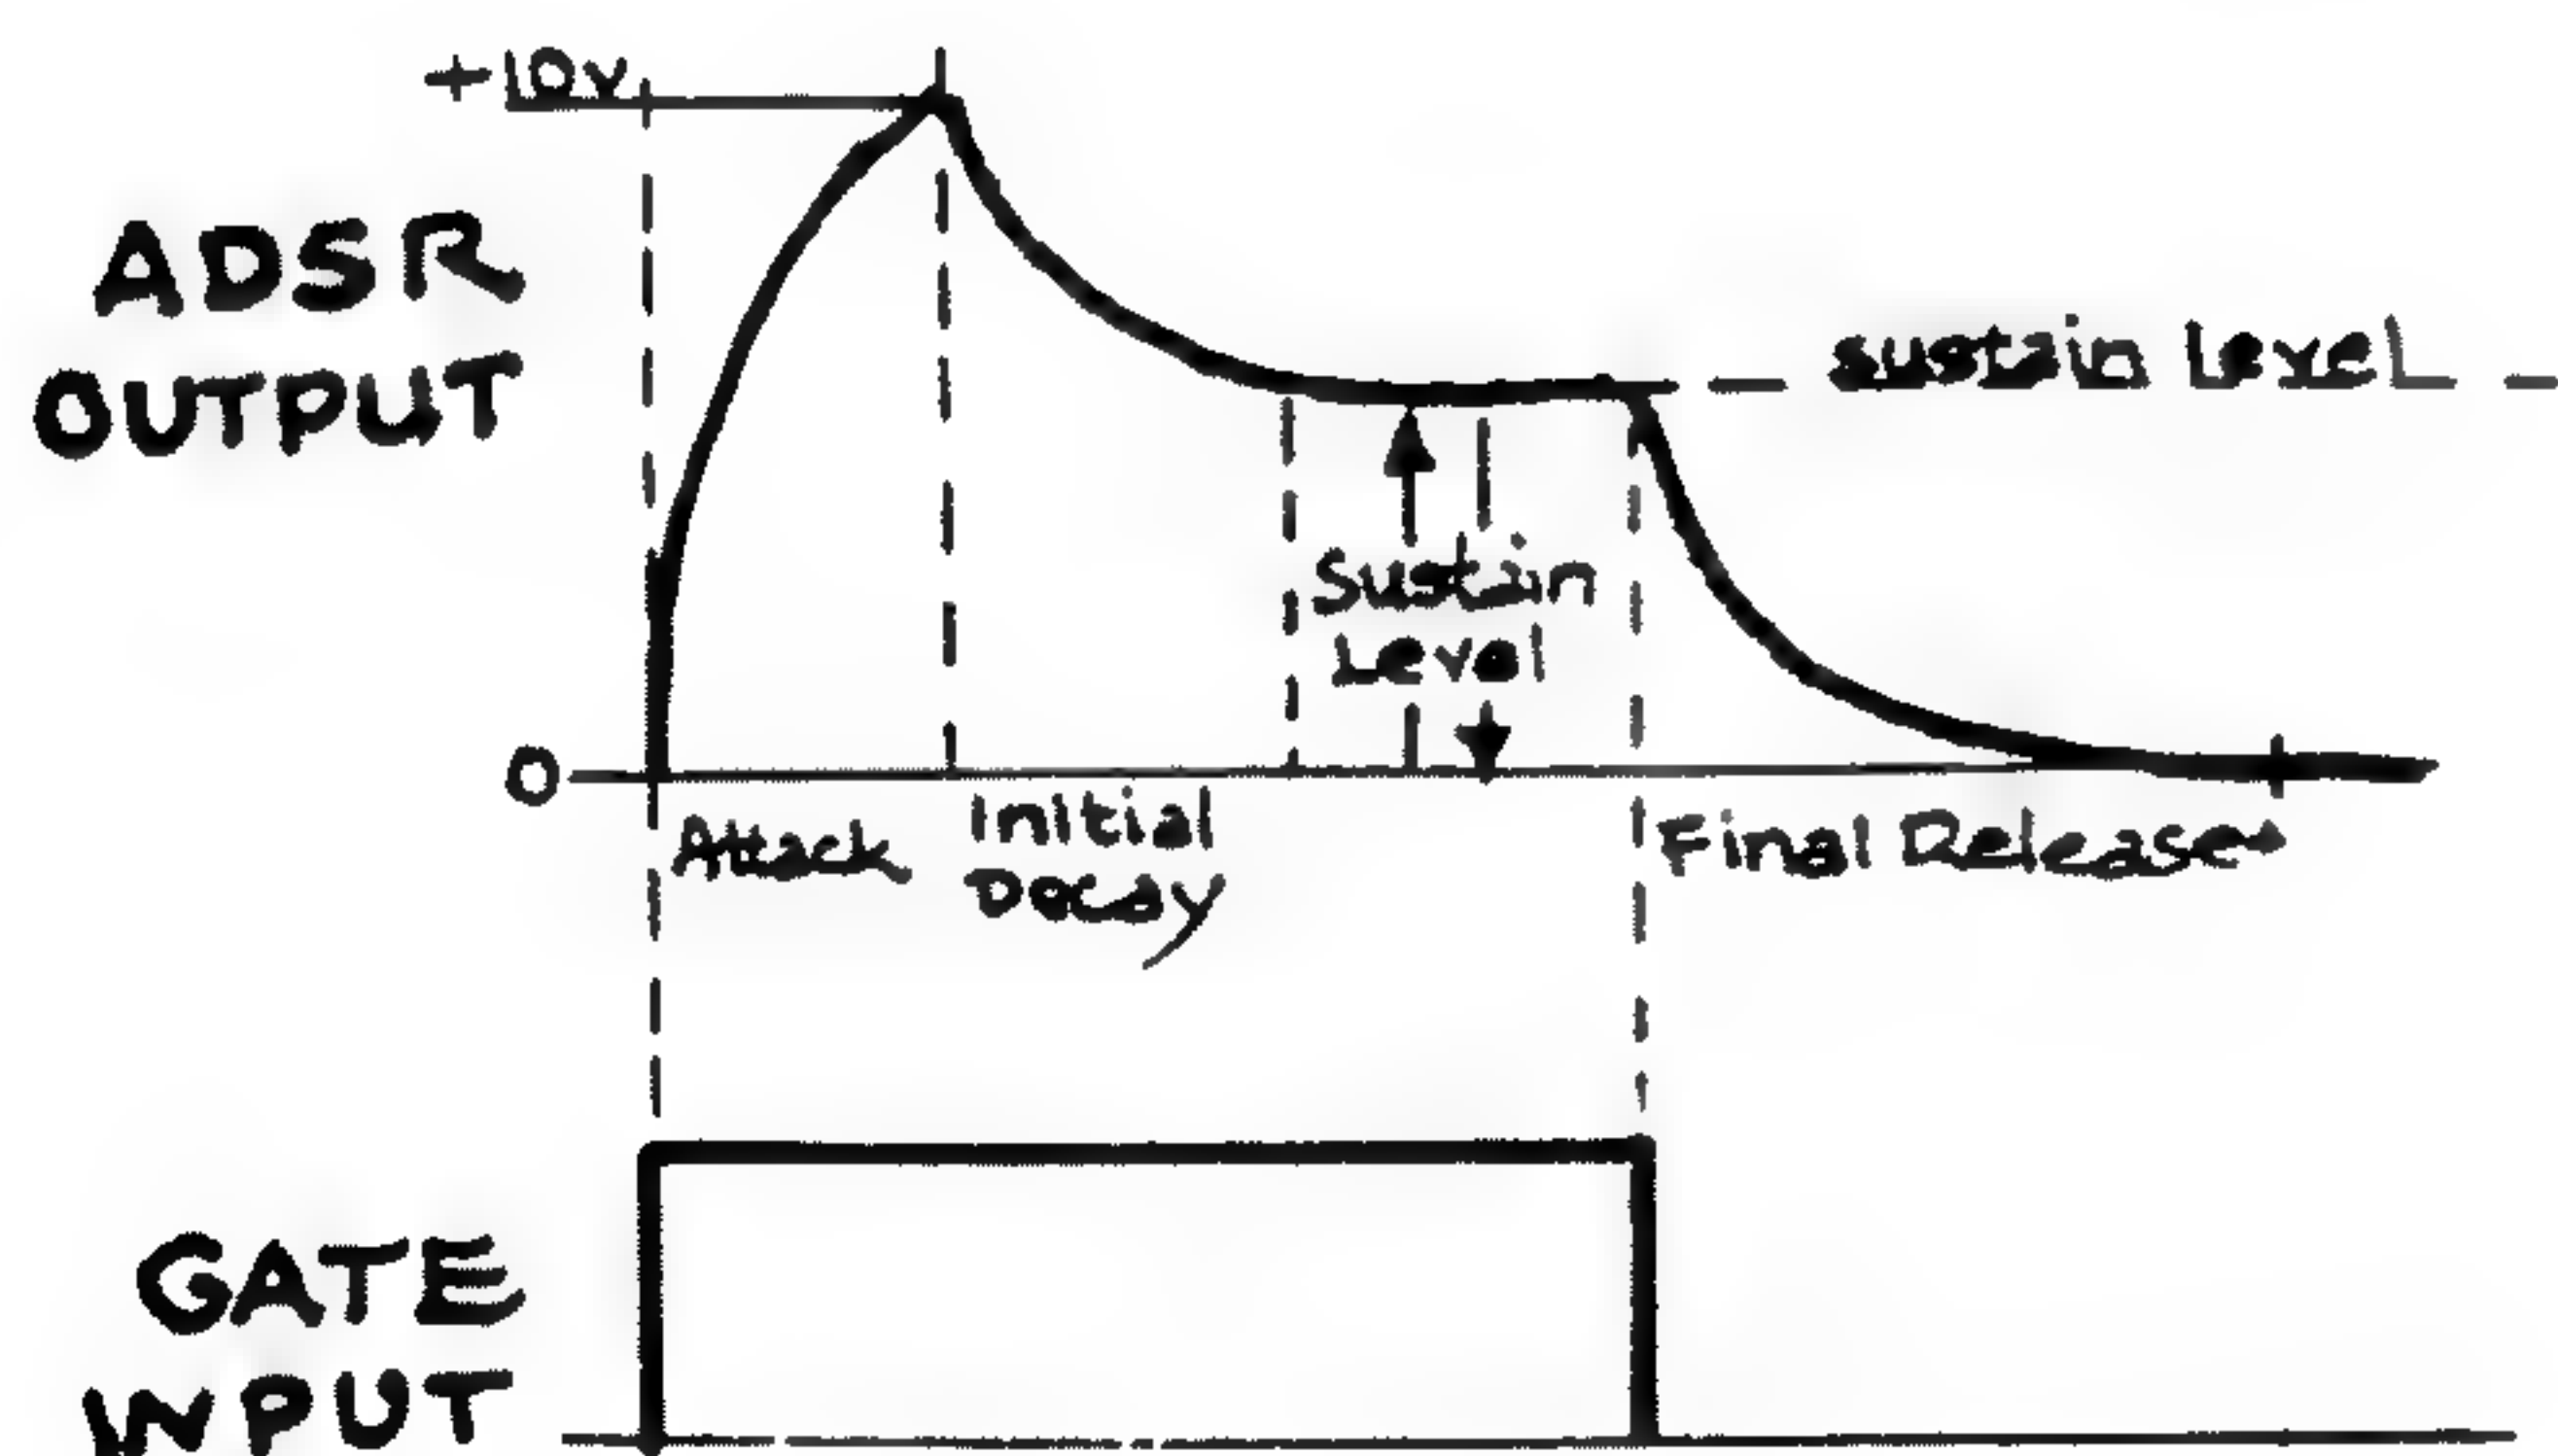 +10v
ADSR
OUTPUT
sustain level
Sustain
Level
0
Attack
Initial
Decay
Final Release
GATE
INPUT